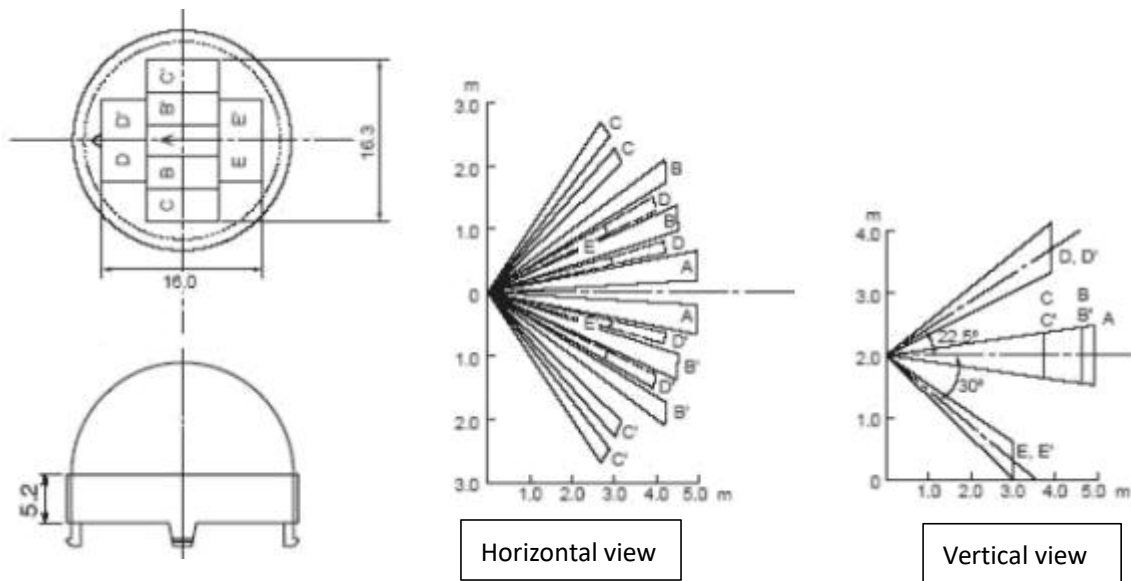 C'
D' B' E'
A
D B E
C
16.3
16.0
5.2
m
3.0
2.0
1.0
0
1.0
2.0
3.0
1.0 2.0 3.0 4.0 5.0 m
C
C
B
D
B
E
D
A
A
E'
D'
B'
D'
B'
C'
C'
Horizontal view
m
4.0
3.0
2.0
1.0
0
1.0 2.0 3.0 4.0 5.0 m
D, D'
C B
C' B' A
22.5°
30°
E, E'
Vertical view